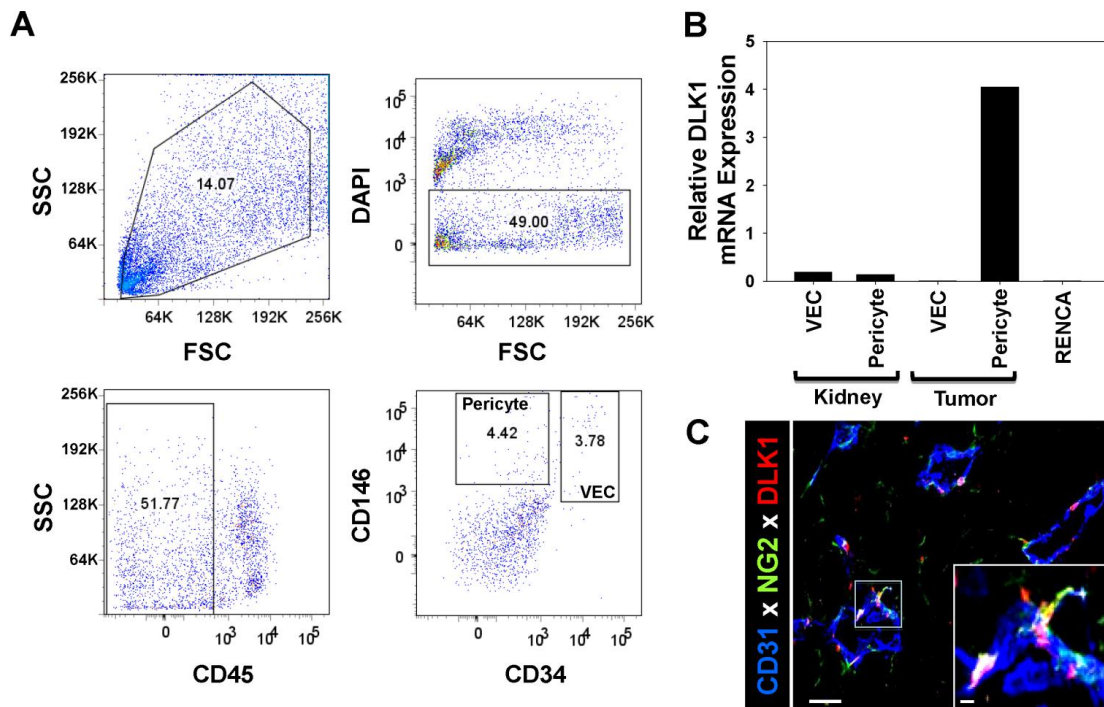 A
SSC
256K
192K
128K
64K
14.07
64K 128K 192K 256K
FSC
DAPI
10^5
10^4
10^3
0
49.00
64K 128K 192K 256K
FSC
SSC
256K
192K
128K
64K
51.77
0 10^3 10^4 10^5
CD45
CD146
10^5
10^4
10^3
0
Pericyte
4.42
3.78
VEC
0 10^3 10^4 10^5
CD34
B
Relative DLK1
mRNA Expression
5
4
3
2
1
0
VEC
Pericyte
VEC
Pericyte
RENCA
Kidney
Tumor
C
CD31 x NG2 x DLK1